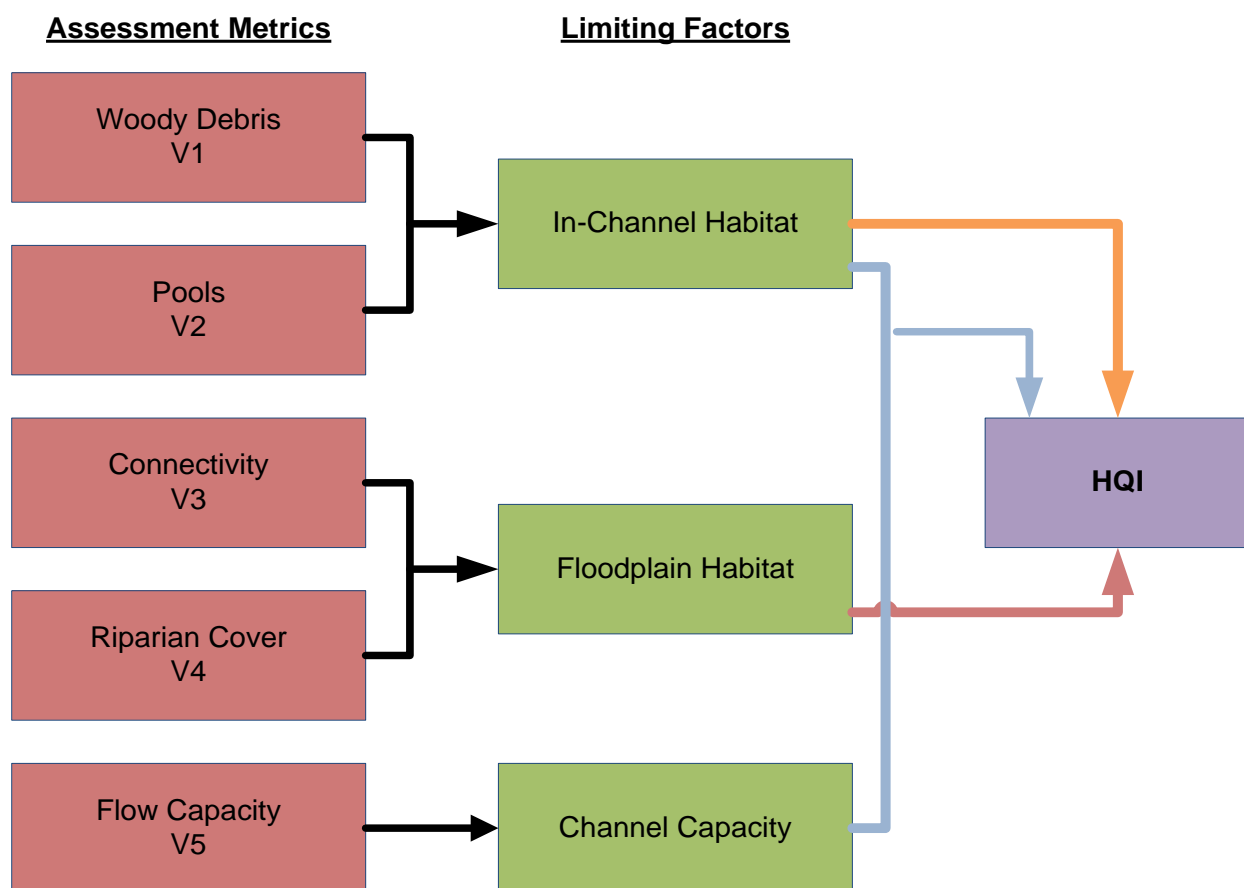 Assessment Metrics
Limiting Factors
Woody Debris
V1
In-Channel Habitat
Pools
V2
Connectivity
V3
HQI
Floodplain Habitat
Riparian Cover
V4
Flow Capacity
V5
Channel Capacity